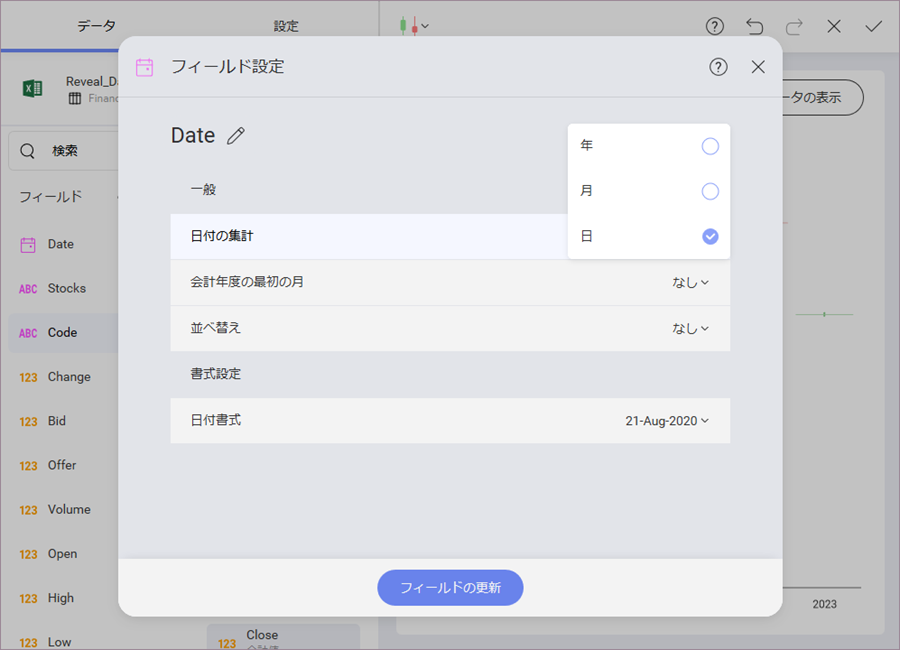 データ
設定
Reveal_Da
Financ
検索
フィールド
Date
ABC Stocks
ABC Code
123 Change
123 Bid
123 Offer
123 Volume
123 Open
123 High
123 Low
フィールド設定
Date
一般
日付の集計
年
月
日
会計年度の最初の月 なし
並べ替え なし
書式設定
日付書式 21-Aug-2020
フィールドの更新
ータの表示
2023
123 Close